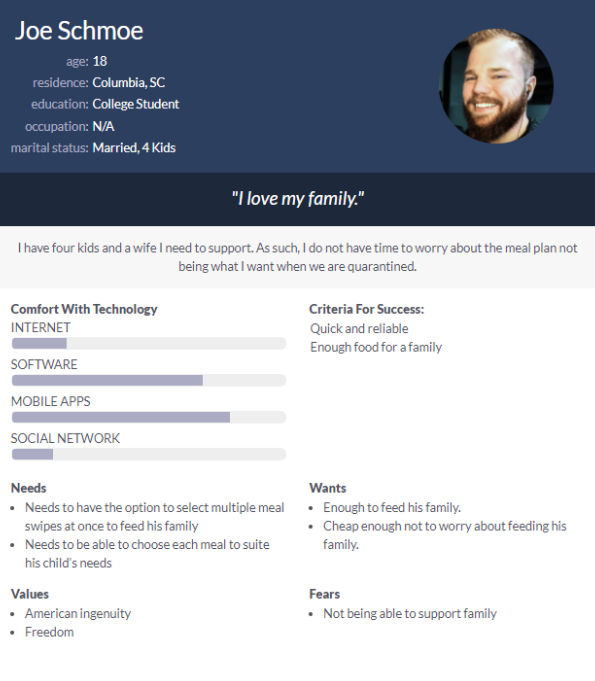 Joe Schmoe
age: 18
residence: Columbia, SC
education: College Student
occupation: N/A
marital status: Married, 4 Kids
"I love my family."
I have four kids and a wife I need to support. As such, I do not have time to worry about the meal plan not
being what I want when we are quarantined.
Comfort With Technology
INTERNET
SOFTWARE
MOBILE APPS
SOCIAL NETWORK
Criteria For Success:
Quick and reliable
Enough food for a family
Needs
• Needs to have the option to select multiple meal
swipes at once to feed his family
• Needs to be able to choose each meal to suite
his child's needs
Wants
• Enough to feed his family.
• Cheap enough not to worry about feeding his
family.
Values
• American ingenuity
• Freedom
Fears
• Not being able to support family